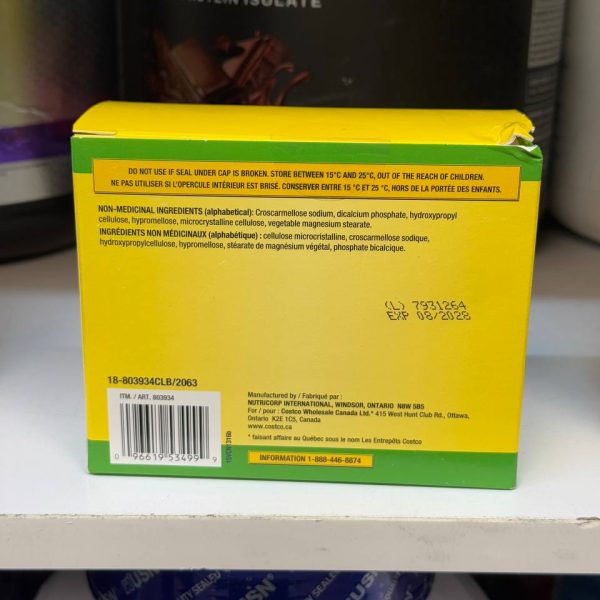 PROTEIN ISOLATE
DO NOT USE IF SEAL UNDER CAP IS BROKEN. STORE BETWEEN 15°C AND 25°C, OUT OF THE REACH OF CHILDREN.
NE PAS UTILISER SI L'OPERCULE INTÉRIEUR EST BRISÉ. CONSERVER ENTRE 15 °C ET 25 °C, HORS DE LA PORTÉE DES ENFANTS.
NON-MEDICINAL INGREDIENTS (alphabetical): Croscarmellose sodium, dicalcium phosphate, hydroxypropyl
cellulose, hypromellose, microcrystalline cellulose, vegetable magnesium stearate.
INGRÉDIENTS NON MÉDICINAUX (alphabétique) : cellulose microcristalline, croscarmellose sodique,
hydroxypropylcellulose, hypromellose, stéarate de magnésium végétal, phosphate bicalcique.
(L) 7931264
EXP 08/2028
18-803934CLB/2063
ITM. / ART. 803934
0 96619 53499 9
Manufactured by / Fabriqué par :
NUTRICORP INTERNATIONAL, WINDSOR, ONTARIO N8W 5B5
For / pour : Costco Wholesale Canada Ltd.* 415 West Hunt Club Rd., Ottawa,
Ontario K2E 1C5, Canada
www.costco.ca
* faisant affaire au Québec sous le nom Les Entrepôts Costco
INFORMATION 1-888-446-8874
USN
USN